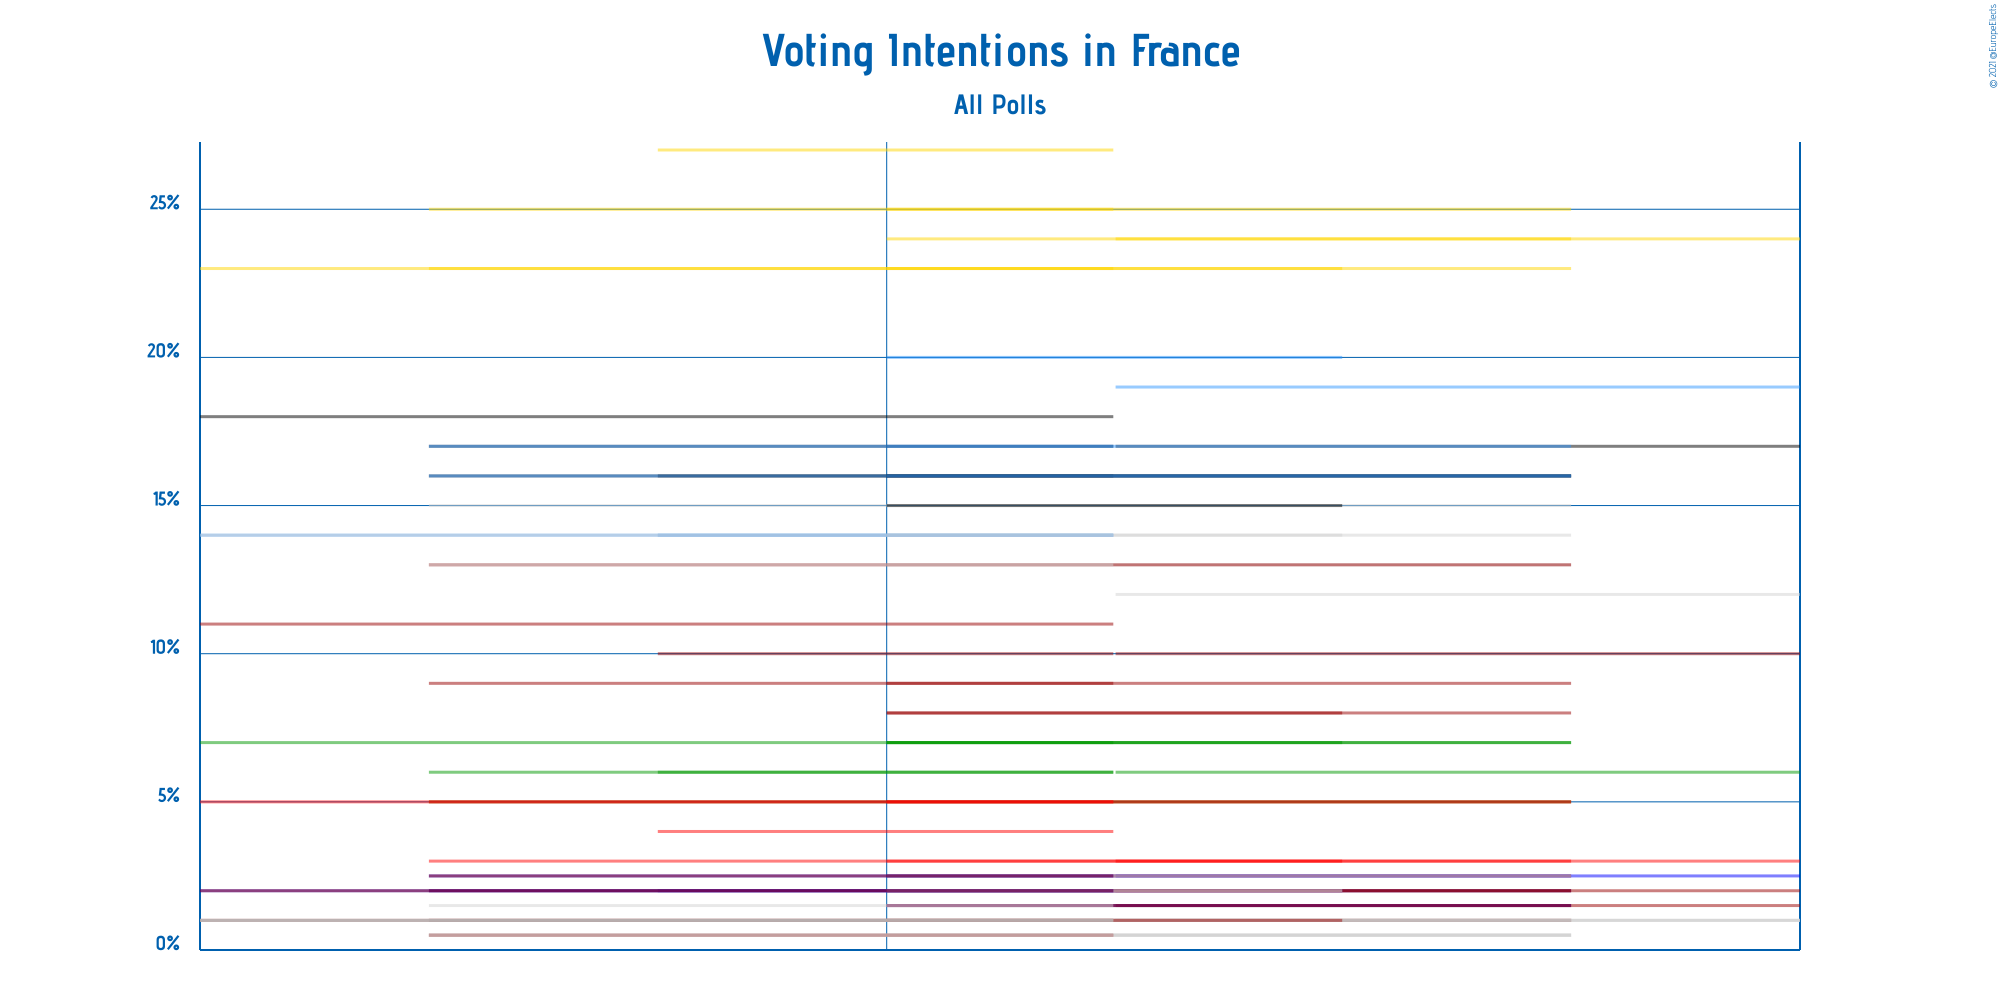 © 2021 @EuropeElects
Voting Intentions in France
All Polls
25%
20%
15%
10%
5%
0%